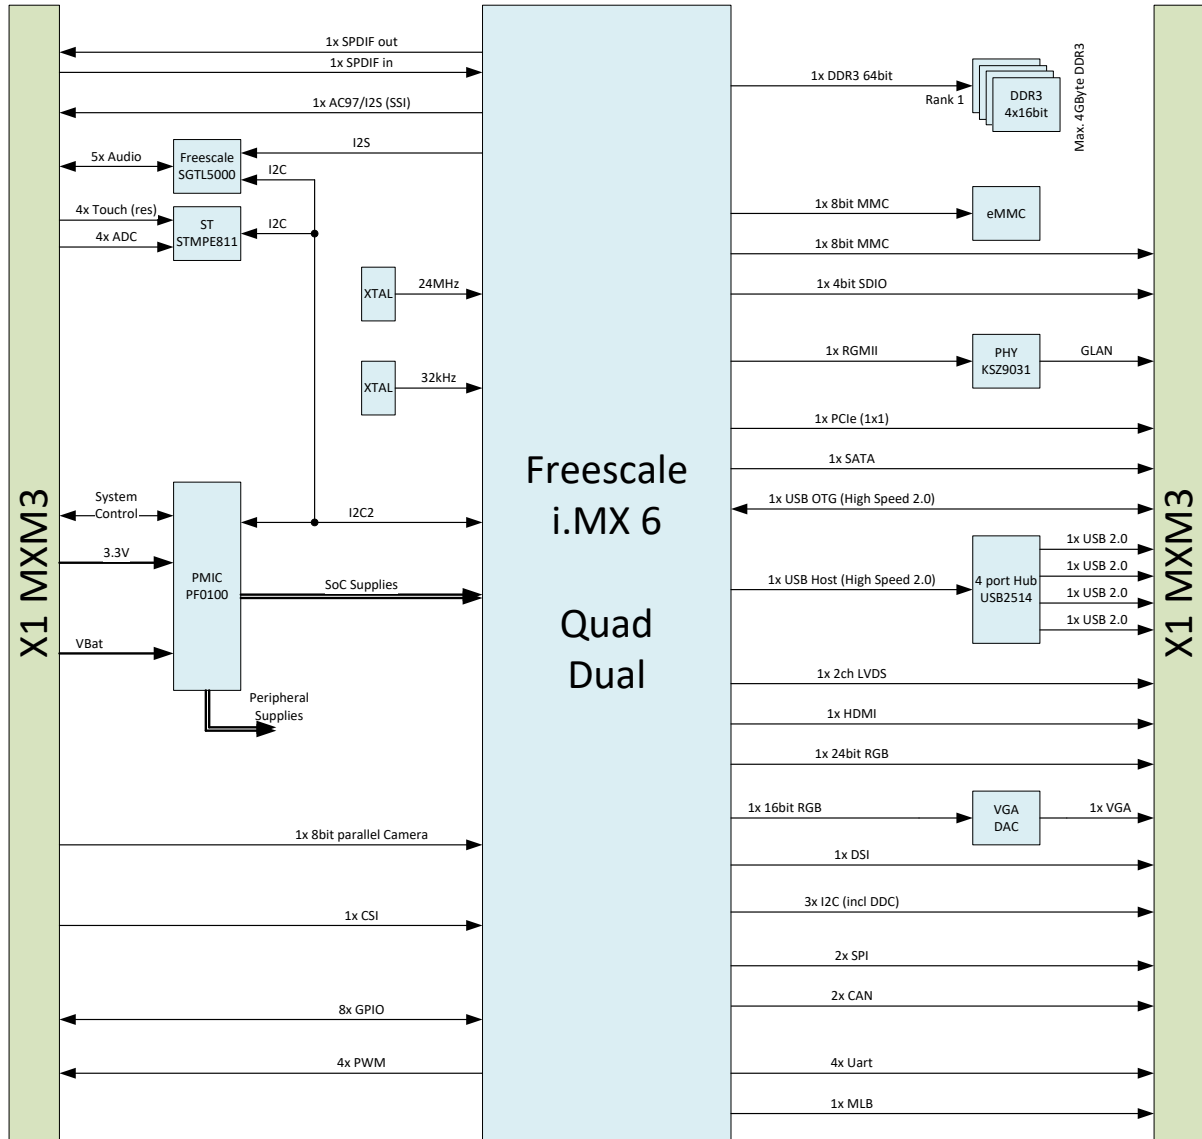 X1 MXM3
1x SPDIF out
1x SPDIF in
1x AC97/I2S (SSI)
I2S
5x Audio
Freescale
SGTL5000
I2C
4x Touch (res)
4x ADC
ST
STMPE811
I2C
XTAL
24MHz
XTAL
32kHz
System
Control
3.3V
VBat
PMIC
PF0100
I2C2
SoC Supplies
Peripheral
Supplies
1x 8bit parallel Camera
1x CSI
8x GPIO
4x PWM
Freescale
i.MX 6
Quad
Dual
1x DDR3 64bit
Rank 1
DDR3
4x16bit
Max. 4GByte DDR3
1x 8bit MMC
eMMC
1x 8bit MMC
1x 4bit SDIO
1x RGMII
PHY
KSZ9031
GLAN
1x PCIe (1x1)
1x SATA
1x USB OTG (High Speed 2.0)
1x USB Host (High Speed 2.0)
4 port Hub
USB2514
1x USB 2.0
1x USB 2.0
1x USB 2.0
1x USB 2.0
1x 2ch LVDS
1x HDMI
1x 24bit RGB
1x 16bit RGB
VGA
DAC
1x VGA
1x DSI
3x I2C (incl DDC)
2x SPI
2x CAN
4x Uart
1x MLB
X1 MXM3